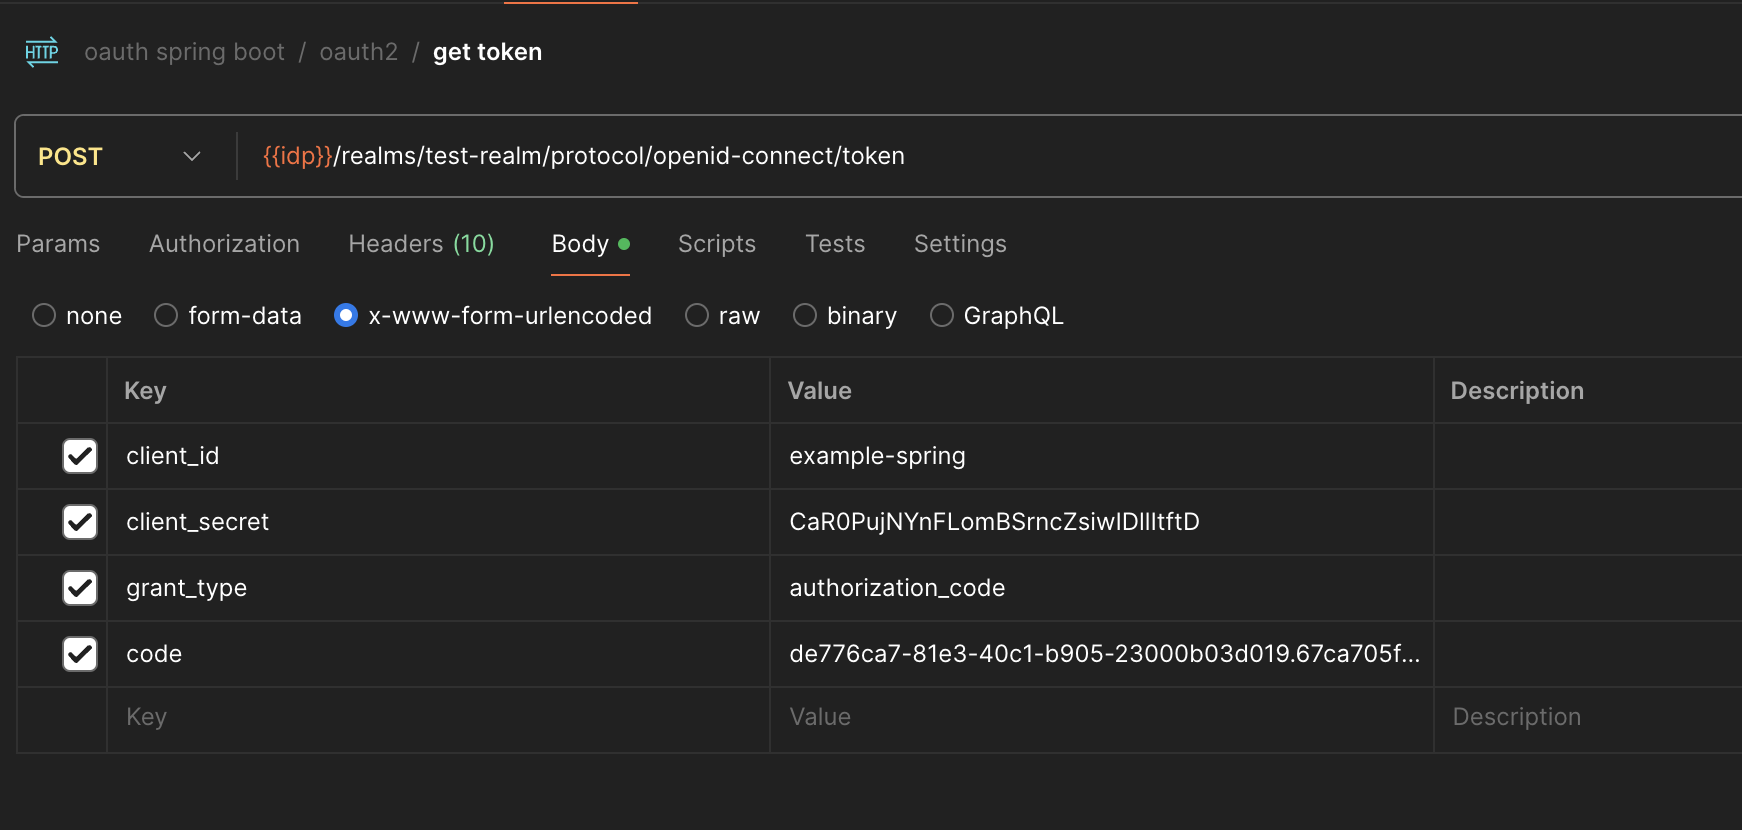 HTTP oauth spring boot / oauth2 / get token
POST {{idp}}/realms/test-realm/protocol/openid-connect/token
Params Authorization Headers (10) Body Scripts Tests Settings
none form-data x-www-form-urlencoded raw binary GraphQL
Key Value Description
client_id example-spring
client_secret CaR0PujNYnFLomBSrncZsiwIDlIItftD
grant_type authorization_code
code de776ca7-81e3-40c1-b905-23000b03d019.67ca705f...
Key Value Description